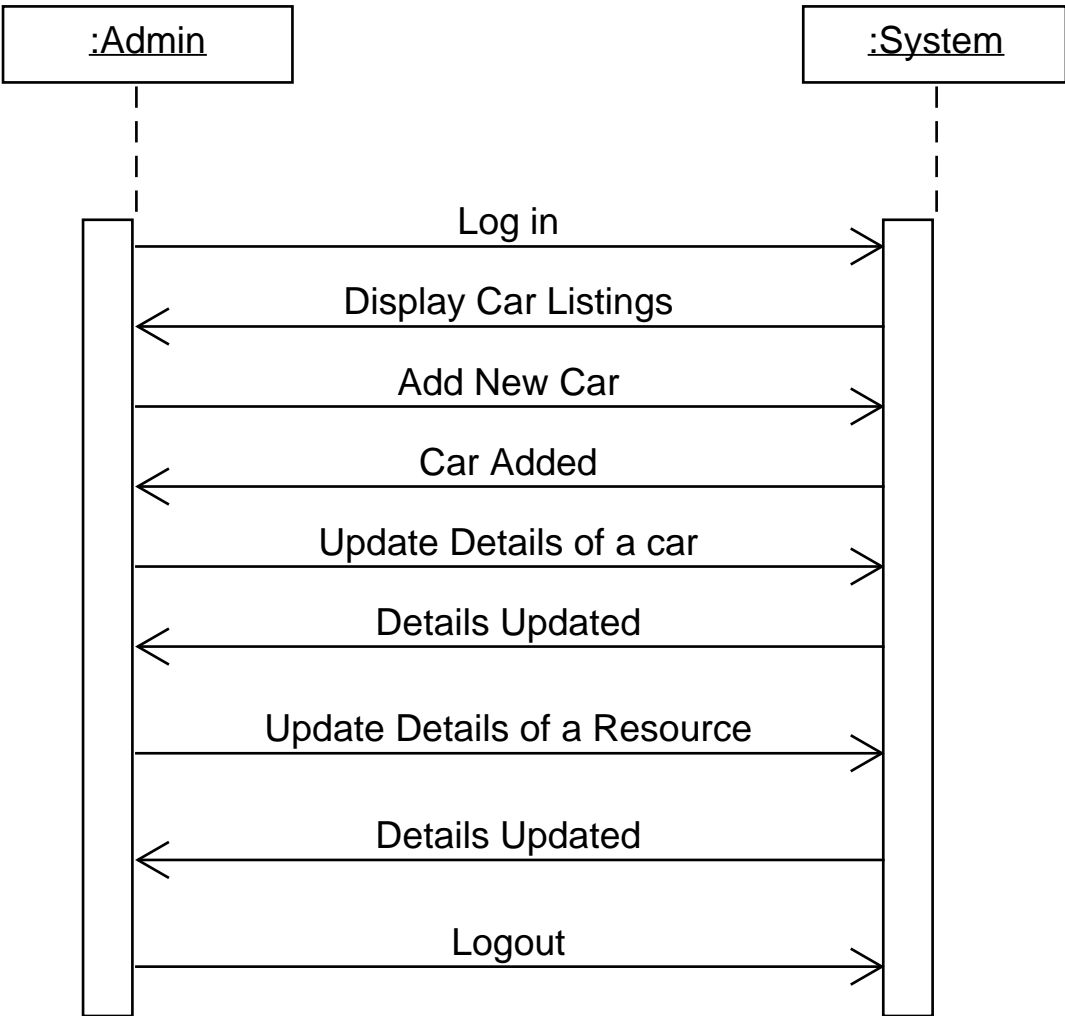 :Admin
:System
Log in
Display Car Listings
Add New Car
Car Added
Update Details of a car
Details Updated
Update Details of a Resource
Details Updated
Logout